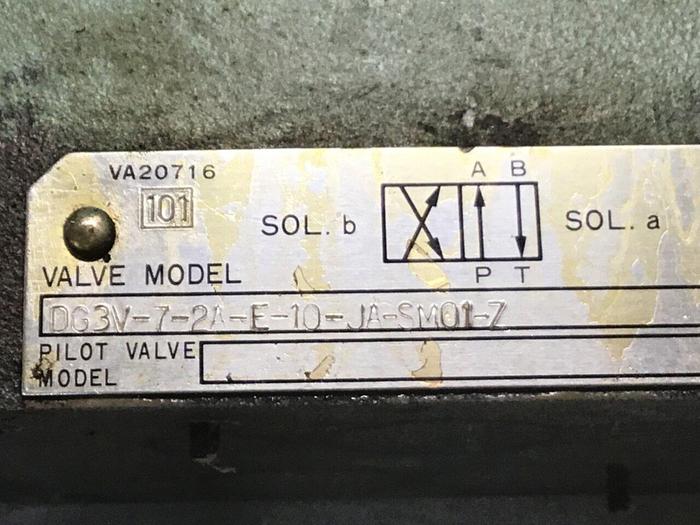 VA20716
101
A B
SOL. b
SOL. a
P T
VALVE MODEL
DG3V-7-2A-E-10-JA-SM01-Z
PILOT VALVE
MODEL